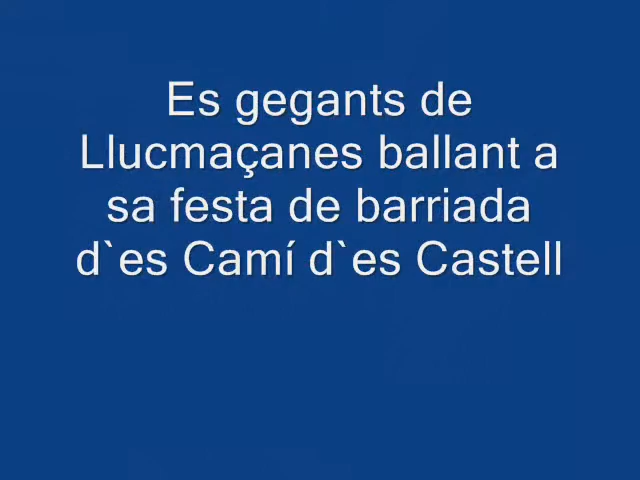 Es gegants de
Llucmaçanes ballant a
sa festa de barriada
d`es Camí d`es Castell